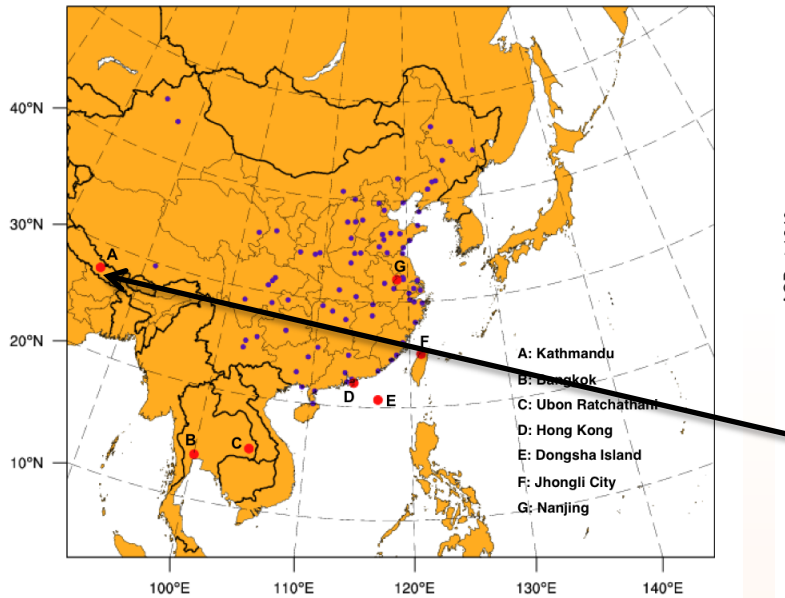 40°N
30°N
20°N
10°N
A
G
F
D
E
B
C
A: Kathmandu
B: Bangkok
C: Ubon Ratchathani
D: Hong Kong
E: Dongsha Island
F: Jhongli City
G: Nanjing
100°E 110°E 120°E 130°E 140°E